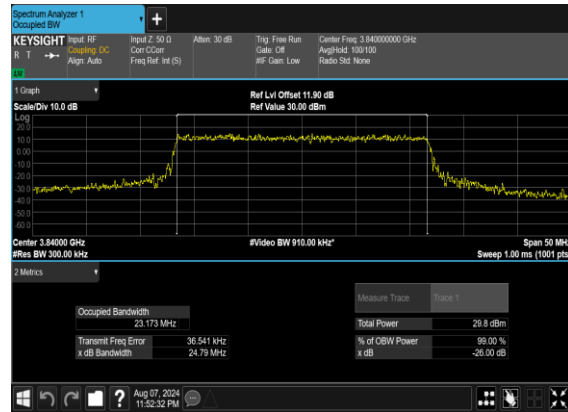 Spectrum Analyzer 1
Occupied BW
KEYSIGHT Input: RF Input Z: 50 Ω Atten: 30 dB Trig: Free Run Center Freq: 3.840000000 GHz
R T Coupling: DC Corr CCorr Gate: Off Avg|Hold: 100/100
Align: Auto Freq Ref: Int (S) #IF Gain: Low Radio Std: None
1 Graph
Ref Lvl Offset 11.90 dB
Scale/Div 10.0 dB Ref Value 30.00 dBm
Log
20.0
10.0
0.00
-10.0
-20.0
-30.0
-40.0
-50.0
-60.0
Center 3.84000 GHz #Video BW 910.00 kHz* Span 50 MHz
#Res BW 300.00 kHz Sweep 1.00 ms (1001 pts
2 Metrics
Measure Trace Trace 1
Occupied Bandwidth
23.173 MHz Total Power 29.8 dBm
Transmit Freq Error 36.541 kHz % of OBW Power 99.00 %
x dB Bandwidth 24.79 MHz x dB -26.00 dB
? Aug 07, 2024
11:52:32 PM